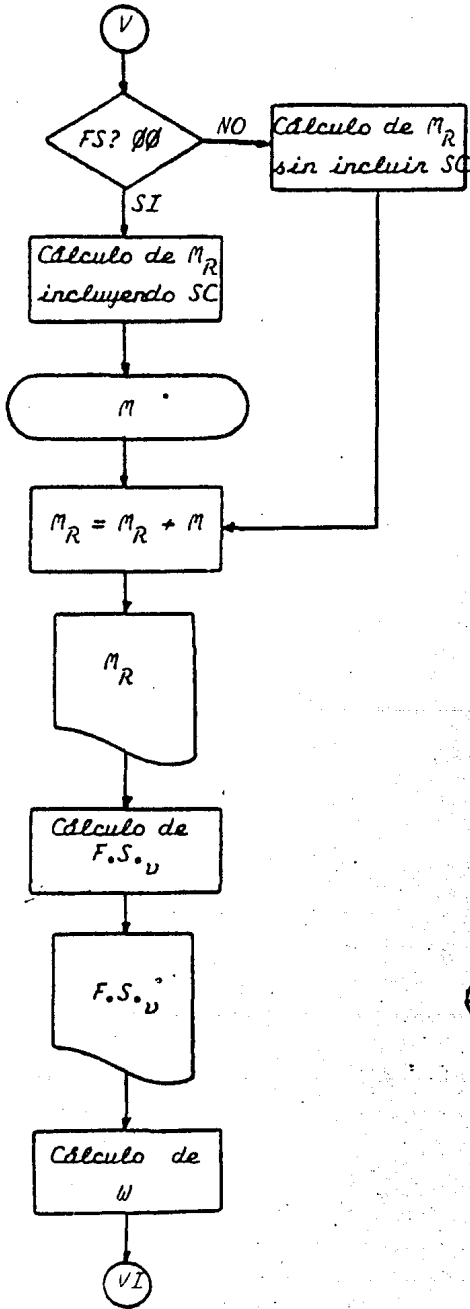 V
FS? ØØ
NO
Cálculo de M_R
sin incluir SC
SI
Cálculo de M_R
incluyendo SC
M
M_R = M_R + M
M_R
Cálculo de
F.S._v
F.S._v
Cálculo de
W
VI